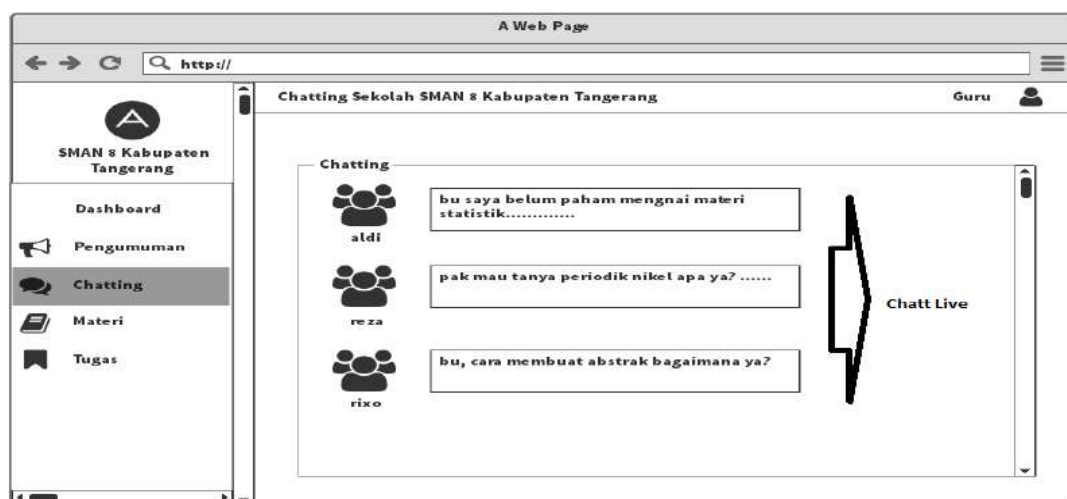 A Web Page
http://
SMAN 8 Kabupaten
Tangerang
Dashboard
Pengumuman
Chatting
Materi
Tugas
Chatting Sekolah SMAN 8 Kabupaten Tangerang
Guru
Chatting
bu saya belum paham mengnai materi
statistik.............
aldi
pak mau tanya periodik nikel apa ya? ......
reza
bu, cara membuat abstrak bagaimana ya?
rixo
Chatt Live